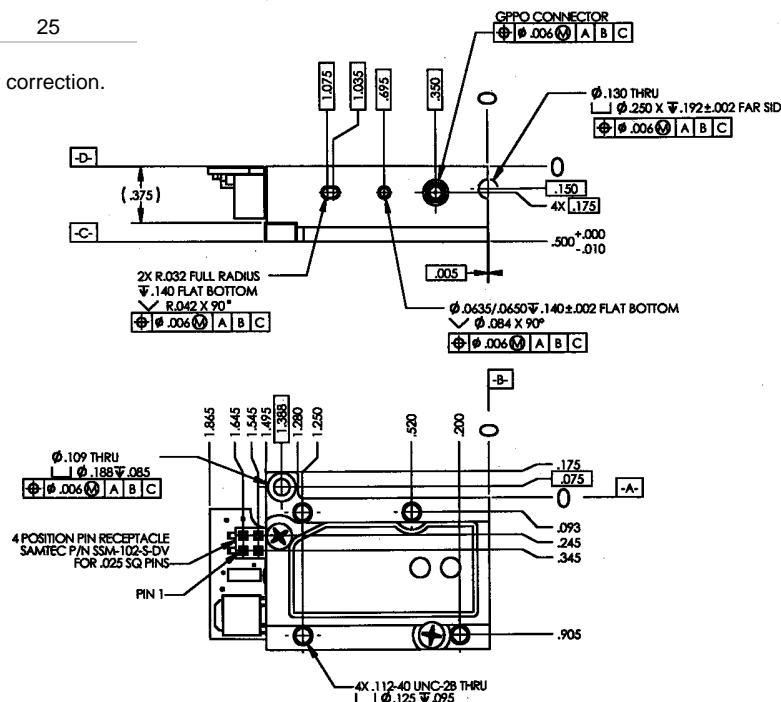 25
correction.
GPPO CONNECTOR
⌖ Ø.006 Ⓜ A B C
1.075
1.035
.695
.350
0
Ø.130 THRU
⌴ Ø.250 X ↧.192±.002 FAR SID
⌖ Ø.006 Ⓜ A B C
-D-
0
(.375)
.150
4X .175
-C-
.500 +.000 -.010
.005
2X R.032 FULL RADIUS
↧.140 FLAT BOTTOM
⌵ R.042 X 90°
⌖ Ø.006 Ⓜ A B C
Ø.0635/.0650 ↧.140±.002 FLAT BOTTOM
⌵ Ø.084 X 90°
⌖ Ø.006 Ⓜ A B C
-B-
1.865
1.645
1.545
1.495
1.388
1.280
1.250
.520
.200
0
Ø.109 THRU
⌴ Ø.188 ↧.085
⌖ Ø.006 Ⓜ A B C
.175
.075
0
-A-
.093
4 POSITION PIN RECEPTACLE
SAMTEC P/N SSM-102-S-DV
FOR .025 SQ PINS
.245
.345
PIN 1
.905
4X .112-40 UNC-2B THRU
⌴ Ø.125 ↧.095